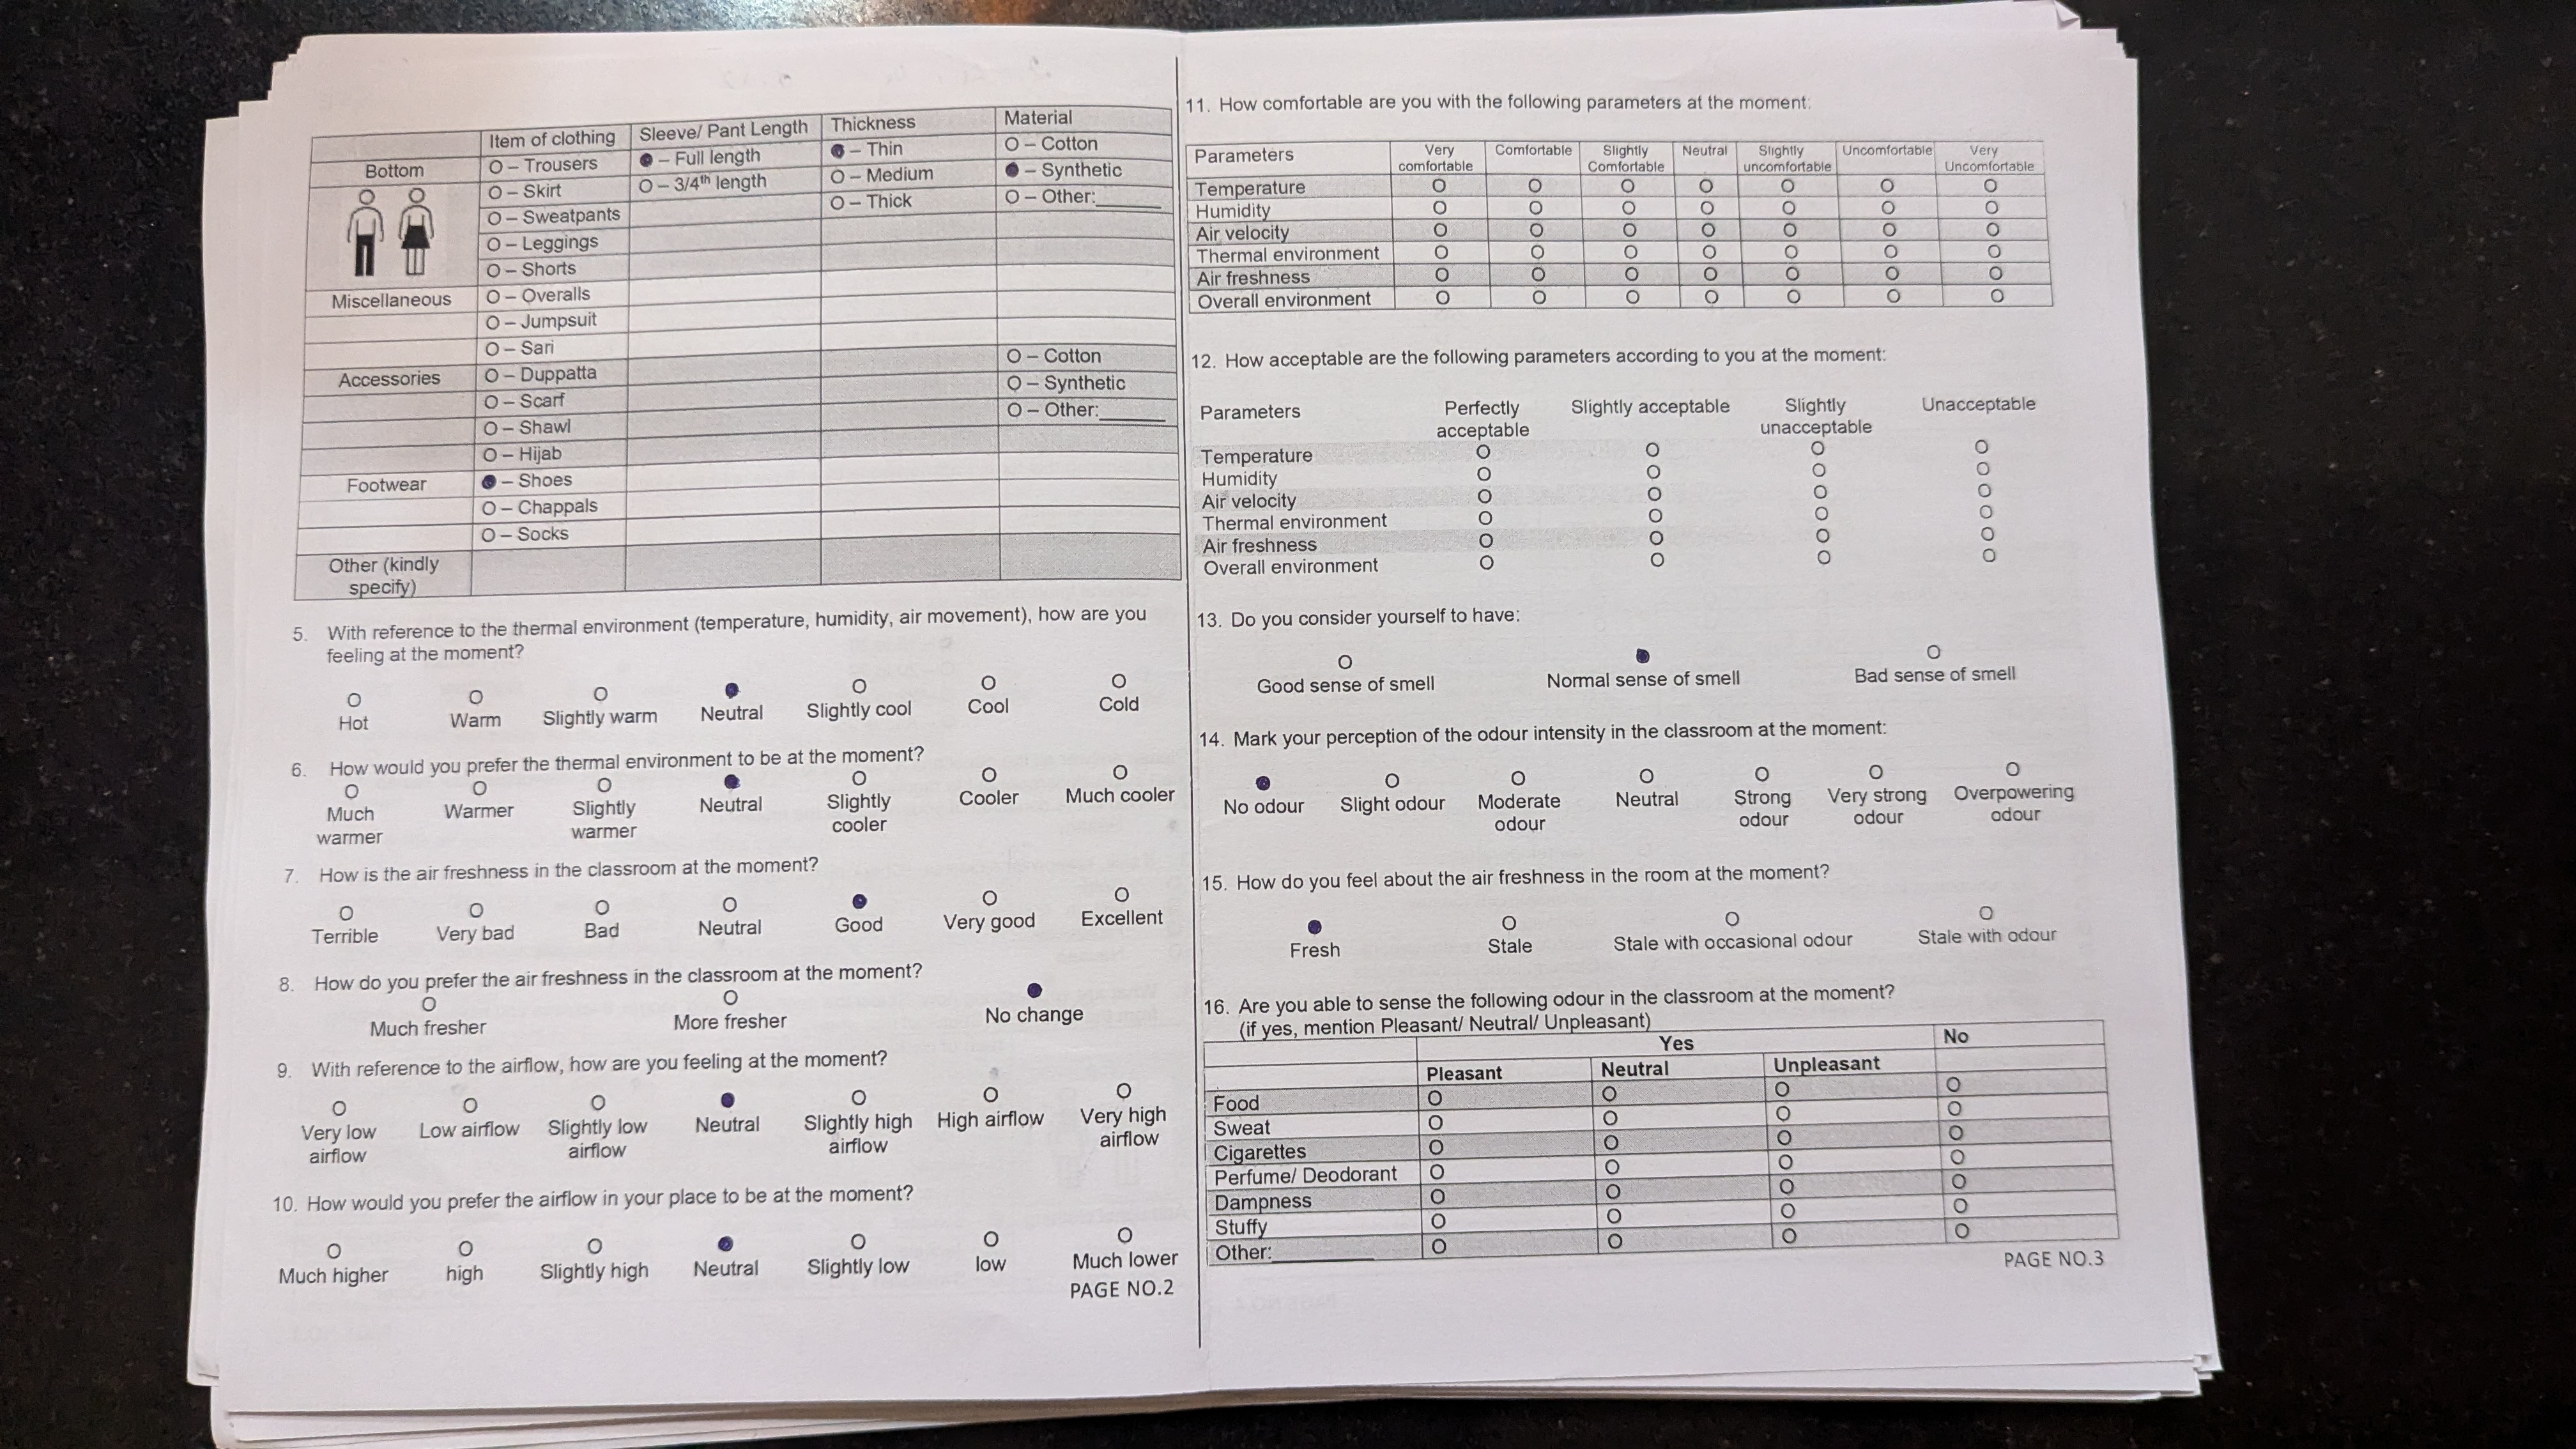 Item of clothing Sleeve/ Pant Length Thickness Material
Bottom O – Trousers ● – Full length ● – Thin O – Cotton
O – Skirt O – 3/4th length O – Medium ● – Synthetic
O – Sweatpants O – Thick O – Other:______
O – Leggings
O – Shorts
Miscellaneous O – Overalls
O – Jumpsuit
O – Sari O – Cotton
Accessories O – Duppatta O – Synthetic
O – Scarf O – Other:______
O – Shawl
O – Hijab
Footwear ● – Shoes
O – Chappals
O – Socks
Other (kindly
specify)
5. With reference to the thermal environment (temperature, humidity, air movement), how are you
feeling at the moment?
O O O ● O O O
Hot Warm Slightly warm Neutral Slightly cool Cool Cold
6. How would you prefer the thermal environment to be at the moment?
O O O ● O O O
Much Warmer Slightly Neutral Slightly Cooler Much cooler
warmer warmer cooler
7. How is the air freshness in the classroom at the moment?
O O O O ● O O
Terrible Very bad Bad Neutral Good Very good Excellent
8. How do you prefer the air freshness in the classroom at the moment?
O O ●
Much fresher More fresher No change
9. With reference to the airflow, how are you feeling at the moment?
O O O ● O O O
Very low Low airflow Slightly low Neutral Slightly high High airflow Very high
airflow airflow airflow airflow
10. How would you prefer the airflow in your place to be at the moment?
O O O ● O O O
Much higher high Slightly high Neutral Slightly low low Much lower
PAGE NO.2
11. How comfortable are you with the following parameters at the moment:
Parameters Very Comfortable Slightly Neutral Slightly Uncomfortable Very
comfortable Comfortable uncomfortable Uncomfortable
Temperature O O O O O O O
Humidity O O O O O O O
Air velocity O O O O O O O
Thermal environment O O O O O O O
Air freshness O O O O O O O
Overall environment O O O O O O O
12. How acceptable are the following parameters according to you at the moment:
Parameters Perfectly Slightly acceptable Slightly Unacceptable
acceptable unacceptable
Temperature O O O O
Humidity O O O O
Air velocity O O O O
Thermal environment O O O O
Air freshness O O O O
Overall environment O O O O
13. Do you consider yourself to have:
O ● O
Good sense of smell Normal sense of smell Bad sense of smell
14. Mark your perception of the odour intensity in the classroom at the moment:
● O O O O O O
No odour Slight odour Moderate Neutral Strong Very strong Overpowering
odour odour odour odour
15. How do you feel about the air freshness in the room at the moment?
● O O O
Fresh Stale Stale with occasional odour Stale with odour
16. Are you able to sense the following odour in the classroom at the moment?
(if yes, mention Pleasant/ Neutral/ Unpleasant)
Yes No
Pleasant Neutral Unpleasant
Food O O O O
Sweat O O O O
Cigarettes O O O O
Perfume/ Deodorant O O O O
Dampness O O O O
Stuffy O O O O
Other:__________ O O O O
PAGE NO.3